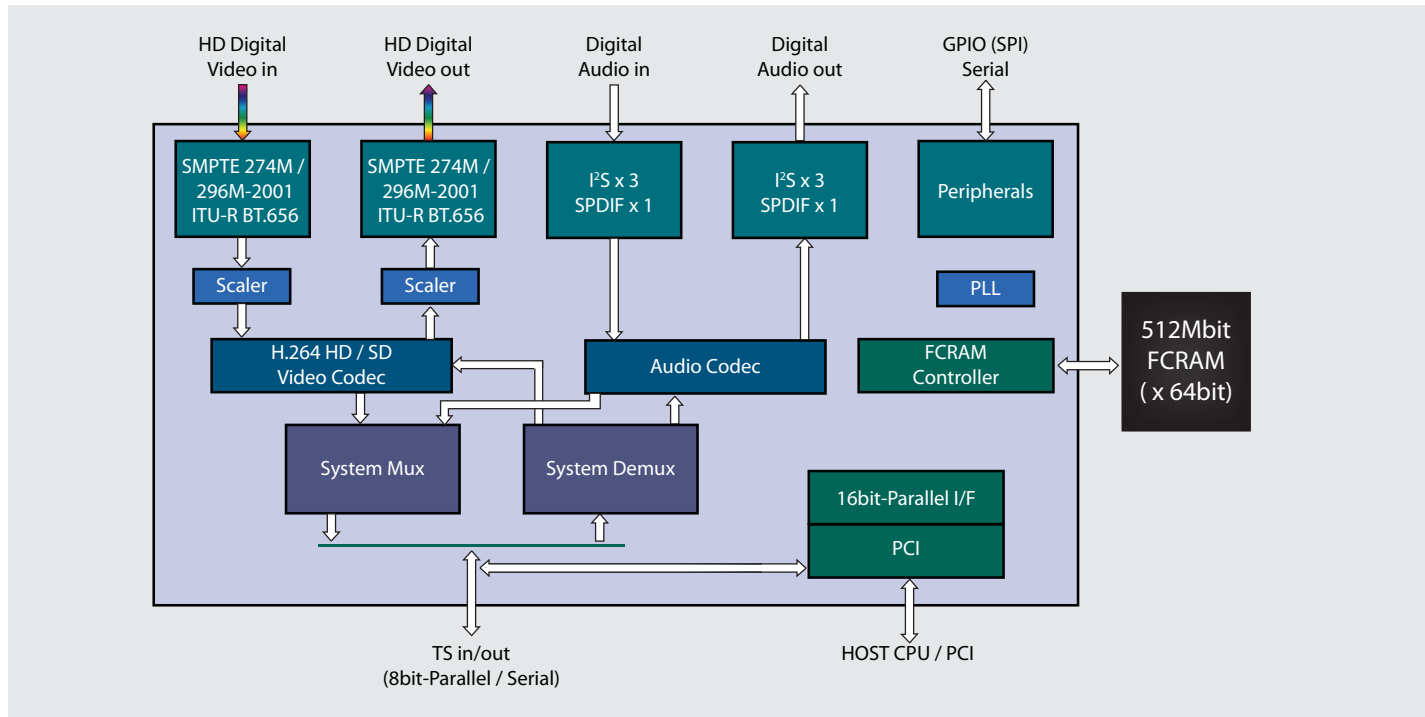 HD Digital
Video in
HD Digital
Video out
Digital
Audio in
Digital
Audio out
GPIO (SPI)
Serial
SMPTE 274M /
296M-2001
ITU-R BT.656
SMPTE 274M /
296M-2001
ITU-R BT.656
I²S x 3
SPDIF x 1
I²S x 3
SPDIF x 1
Peripherals
Scaler
Scaler
PLL
H.264 HD / SD
Video Codec
Audio Codec
FCRAM
Controller
512Mbit
FCRAM
( x 64bit)
System Mux
System Demux
16bit-Parallel I/F
PCI
TS in/out
(8bit-Parallel / Serial)
HOST CPU / PCI